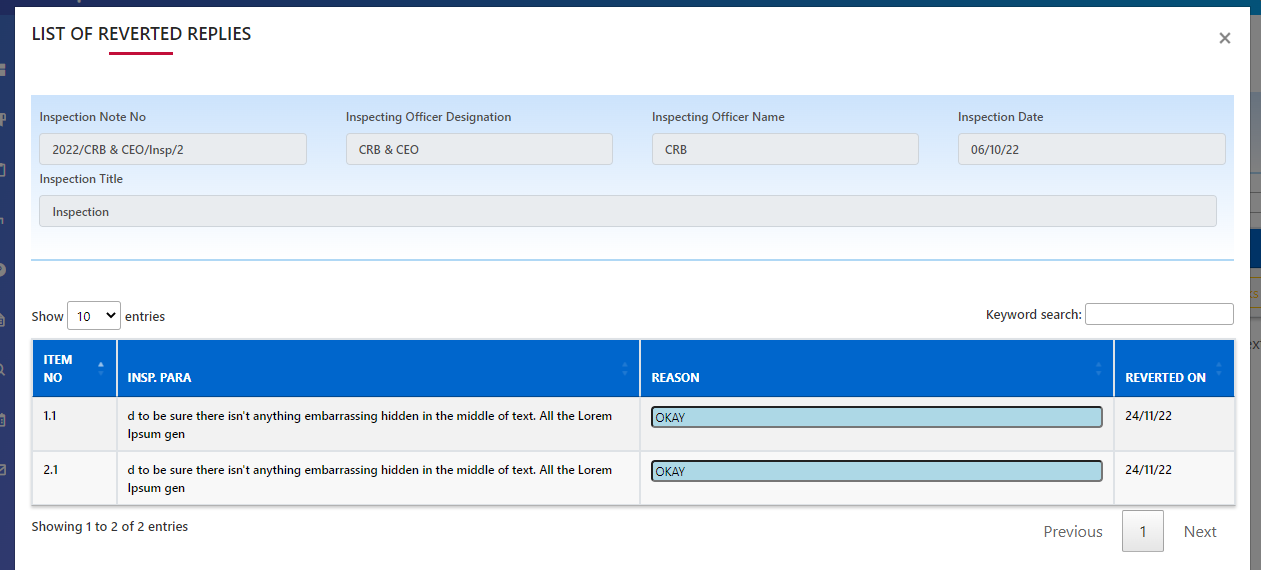 LIST OF REVERTED REPLIES
×
Inspection Note No
Inspecting Officer Designation
Inspecting Officer Name
Inspection Date
2022/CRB & CEO/Insp/2
CRB & CEO
CRB
06/10/22
Inspection Title
Inspection
Show 10 entries
Keyword search:
ITEM NO
INSP. PARA
REASON
REVERTED ON
1.1
d to be sure there isn't anything embarrassing hidden in the middle of text. All the Lorem
Ipsum gen
OKAY
24/11/22
2.1
d to be sure there isn't anything embarrassing hidden in the middle of text. All the Lorem
Ipsum gen
OKAY
24/11/22
Showing 1 to 2 of 2 entries
Previous 1 Next